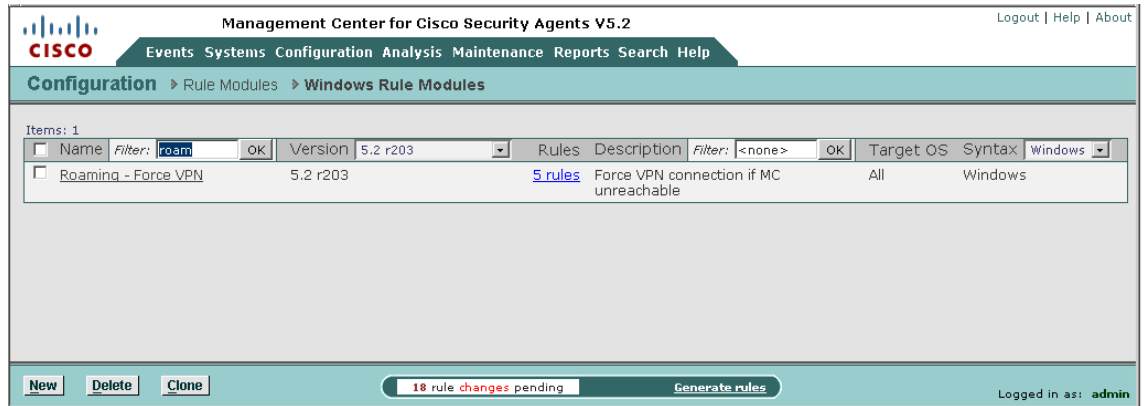 Management Center for Cisco Security Agents V5.2
Logout | Help | About
CISCO
Events Systems Configuration Analysis Maintenance Reports Search Help
Configuration Rule Modules Windows Rule Modules
Items: 1
Name Filter: roam OK Version 5.2 r203 Rules Description Filter: <none> OK Target OS Syntax Windows
Roaming - Force VPN 5.2 r203 5 rules Force VPN connection if MC All Windows
unreachable
New Delete Clone 18 rule changes pending Generate rules
Logged in as: admin